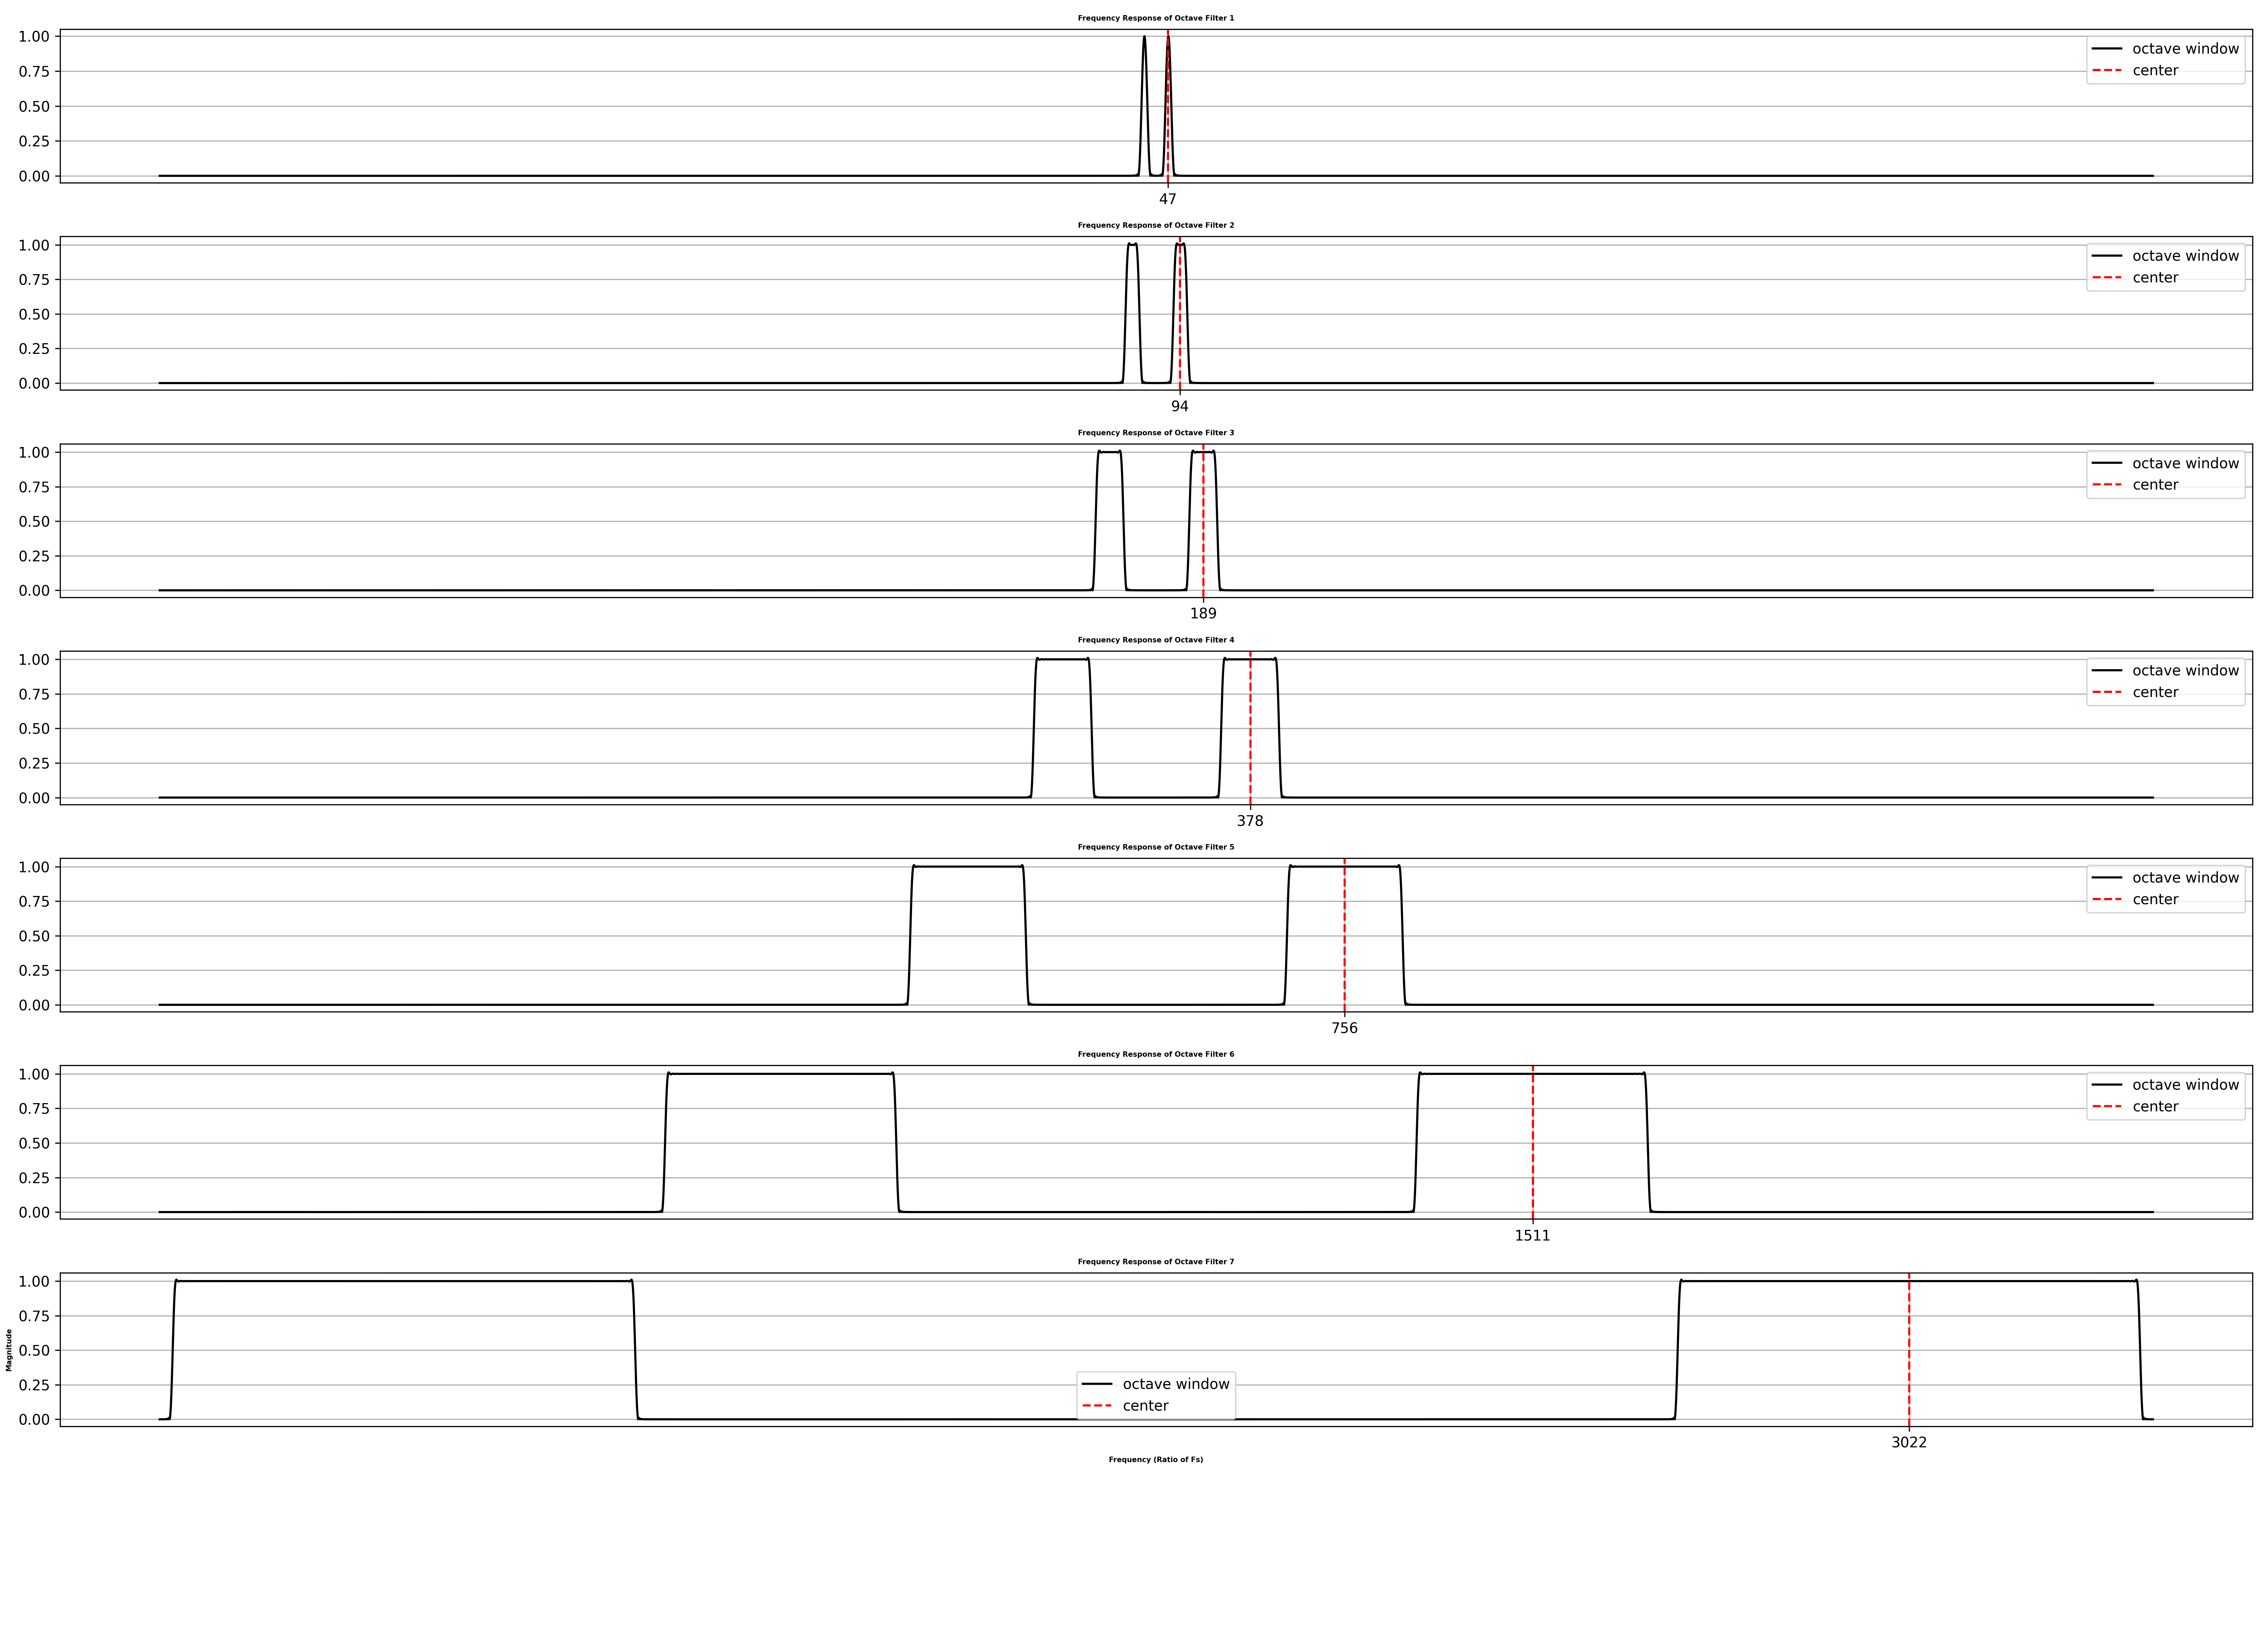 Frequency Response of Octave Filter 1
1.00
0.75
0.50
0.25
0.00
octave window
center
47
Frequency Response of Octave Filter 2
1.00
0.75
0.50
0.25
0.00
octave window
center
94
Frequency Response of Octave Filter 3
1.00
0.75
0.50
0.25
0.00
octave window
center
189
Frequency Response of Octave Filter 4
1.00
0.75
0.50
0.25
0.00
octave window
center
378
Frequency Response of Octave Filter 5
1.00
0.75
0.50
0.25
0.00
octave window
center
756
Frequency Response of Octave Filter 6
1.00
0.75
0.50
0.25
0.00
octave window
center
1511
Frequency Response of Octave Filter 7
Magnitude
1.00
0.75
0.50
0.25
0.00
octave window
center
3022
Frequency (Ratio of Fs)